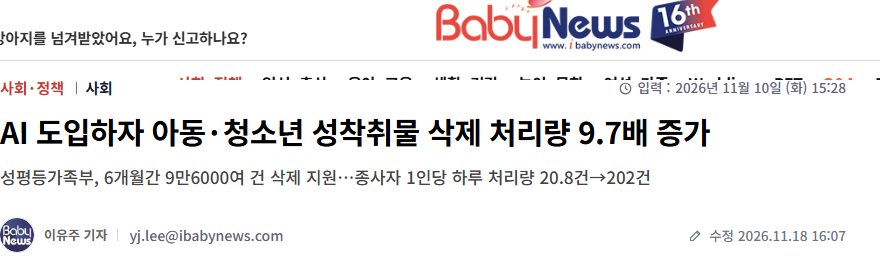 Baby News
16th
ANNIVERSARY
www.ibabynews.com
아지를 넘겨받았어요, 누가 신고하나요?
사회·정책 | 사회
입력 : 2026년 11월 10일 (화) 15:28
AI 도입하자 아동·청소년 성착취물 삭제 처리량 9.7배 증가
성평등가족부, 6개월간 9만6000여 건 삭제 지원…종사자 1인당 하루 처리량 20.8건→202건
Baby News
이유주 기자 | yj.lee@ibabynews.com
수정 2026.11.18 16:07